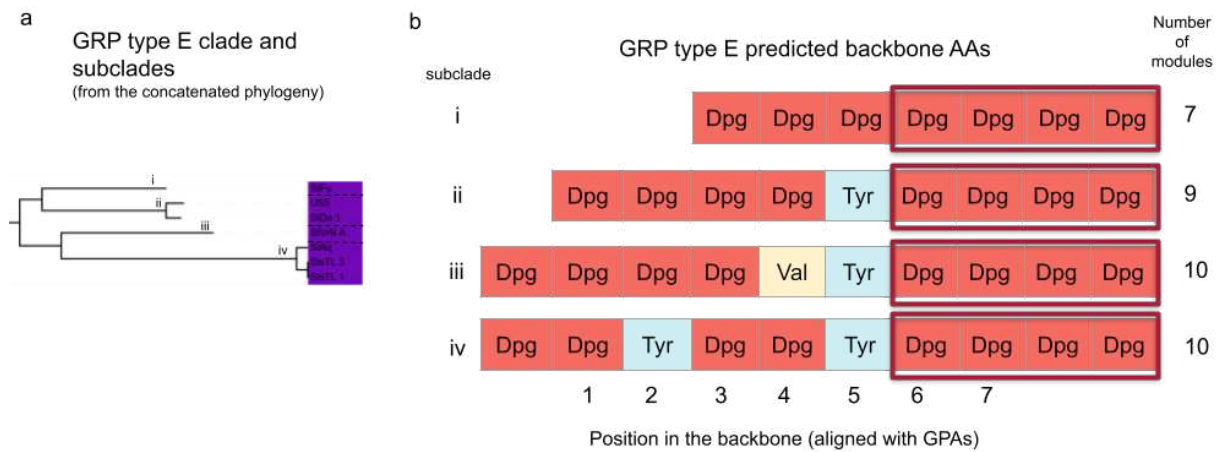 a
GRP type E clade and
subclades
(from the concatenated phylogeny)
i
ii
iii
iv
b
GRP type E predicted backbone AAs
Number
of
modules
subclade
i Dpg Dpg Dpg Dpg Dpg Dpg Dpg 7
ii Dpg Dpg Dpg Dpg Tyr Dpg Dpg Dpg Dpg 9
iii Dpg Dpg Dpg Dpg Val Tyr Dpg Dpg Dpg Dpg 10
iv Dpg Dpg Tyr Dpg Dpg Tyr Dpg Dpg Dpg Dpg 10
1 2 3 4 5 6 7
Position in the backbone (aligned with GPAs)